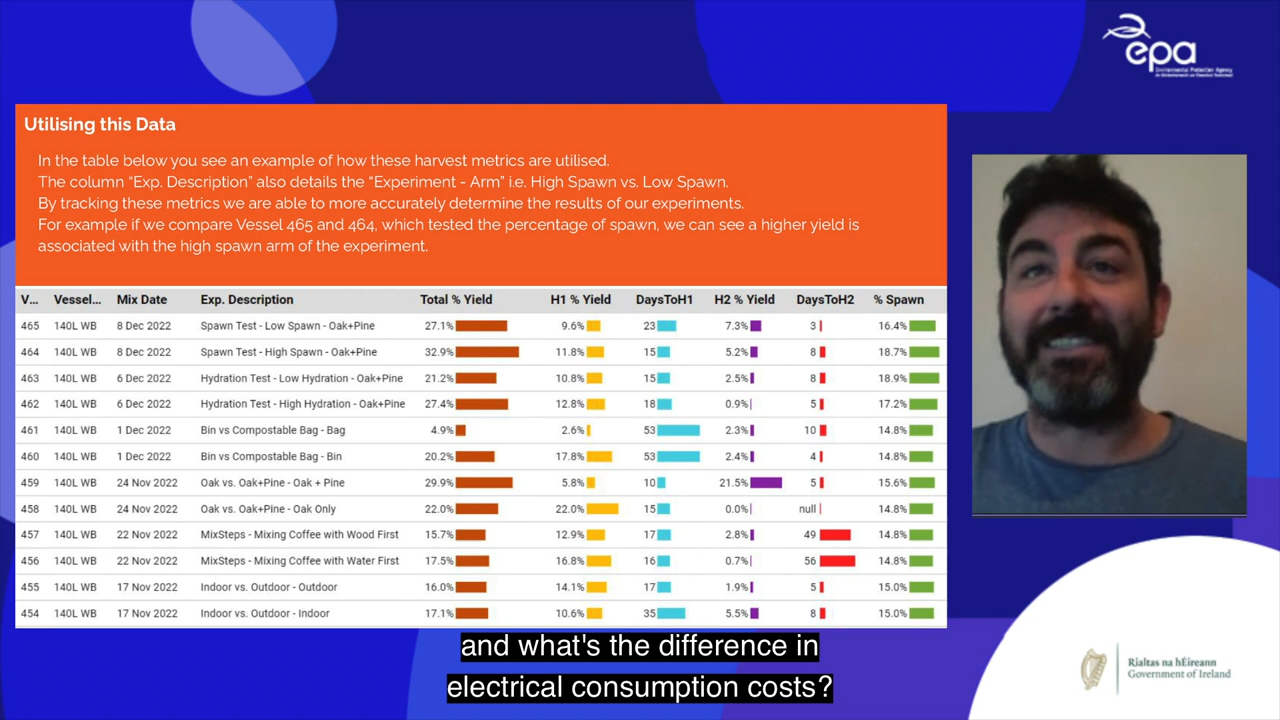 epa
Environmental Protection Agency
Utilising this Data
In the table below you see an example of how these harvest metrics are utilised.
The column “Exp. Description” also details the “Experiment - Arm” i.e. High Spawn vs. Low Spawn.
By tracking these metrics we are able to more accurately determine the results of our experiments.
For example if we compare Vessel 465 and 464, which tested the percentage of spawn, we can see a higher yield is
associated with the high spawn arm of the experiment.
V... Vessel... Mix Date Exp. Description Total % Yield H1 % Yield DaysToH1 H2 % Yield DaysToH2 % Spawn
465 140L WB 8 Dec 2022 Spawn Test - Low Spawn - Oak+Pine 27.1% 9.6% 23 7.3% 3 16.4%
464 140L WB 8 Dec 2022 Spawn Test - High Spawn - Oak+Pine 32.9% 11.8% 15 5.2% 8 18.7%
463 140L WB 6 Dec 2022 Hydration Test - Low Hydration - Oak+Pine 21.2% 10.8% 15 2.5% 8 18.9%
462 140L WB 6 Dec 2022 Hydration Test - High Hydration - Oak+Pine 27.4% 12.8% 18 0.9% 5 17.2%
461 140L WB 1 Dec 2022 Bin vs Compostable Bag - Bag 4.9% 2.6% 53 2.3% 10 14.8%
460 140L WB 1 Dec 2022 Bin vs Compostable Bag - Bin 20.2% 17.8% 53 2.4% 4 14.8%
459 140L WB 24 Nov 2022 Oak vs. Oak+Pine - Oak + Pine 29.9% 5.8% 10 21.5% 5 15.6%
458 140L WB 24 Nov 2022 Oak vs. Oak+Pine - Oak Only 22.0% 22.0% 15 0.0% null 14.8%
457 140L WB 22 Nov 2022 MixSteps - Mixing Coffee with Wood First 15.7% 12.9% 17 2.8% 49 14.8%
456 140L WB 22 Nov 2022 MixSteps - Mixing Coffee with Water First 17.5% 16.8% 16 0.7% 56 14.8%
455 140L WB 17 Nov 2022 Indoor vs. Outdoor - Outdoor 16.0% 14.1% 17 1.9% 5 15.0%
454 140L WB 17 Nov 2022 Indoor vs. Outdoor - Indoor 17.1% 10.6% 35 5.5% 8 15.0%
and what's the difference in
electrical consumption costs?
Rialtas na hÉireann
Government of Ireland